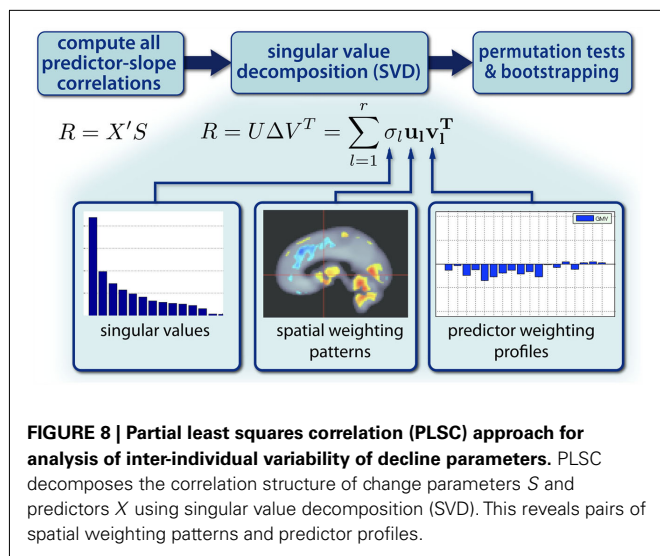 compute all
predictor-slope
correlations
singular value
decomposition (SVD)
permutation tests
& bootstrapping
R = X′S
R = UΔV^T = ∑_{l=1}^{r} σ_l u_l v_l^T
singular values
spatial weighting
patterns
GMV
predictor weighting
profiles
FIGURE 8 | Partial least squares correlation (PLSC) approach for
analysis of inter-individual variability of decline parameters. PLSC
decomposes the correlation structure of change parameters S and
predictors X using singular value decomposition (SVD). This reveals pairs of
spatial weighting patterns and predictor profiles.